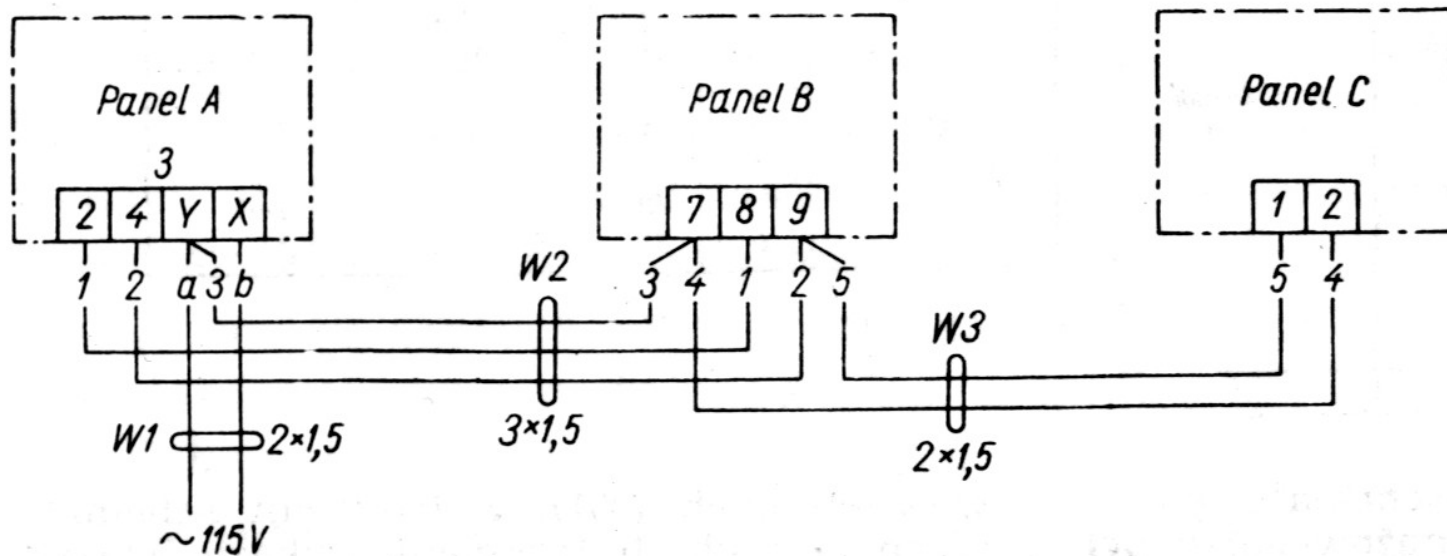 Panel A
3
2 4 Y X
1 2 a 3 b
Panel B
7 8 9
3 4 1 2 5
Panel C
1 2
5 4
W2
3×1,5
W3
2×1,5
W1 2×1,5
~115V